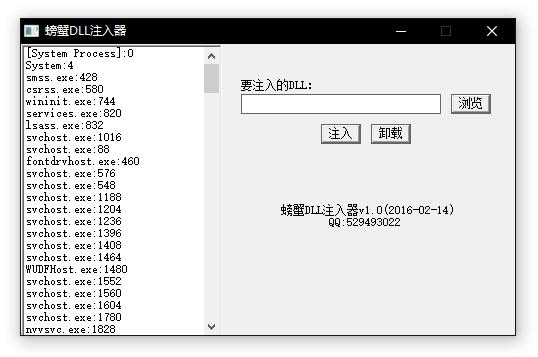 螃蟹DLL注入器
[System Process]:0
System:4
smss.exe:428
csrss.exe:580
wininit.exe:744
services.exe:820
lsass.exe:832
svchost.exe:1016
svchost.exe:88
fontdrvhost.exe:460
svchost.exe:576
svchost.exe:548
svchost.exe:1188
svchost.exe:1204
svchost.exe:1236
svchost.exe:1396
svchost.exe:1408
svchost.exe:1464
WUDFHost.exe:1480
svchost.exe:1552
svchost.exe:1560
svchost.exe:1604
svchost.exe:1780
nvvsvc.exe:1828
要注入的DLL:
浏览
注入 卸载
螃蟹DLL注入器v1.0(2016-02-14)
QQ:529493022